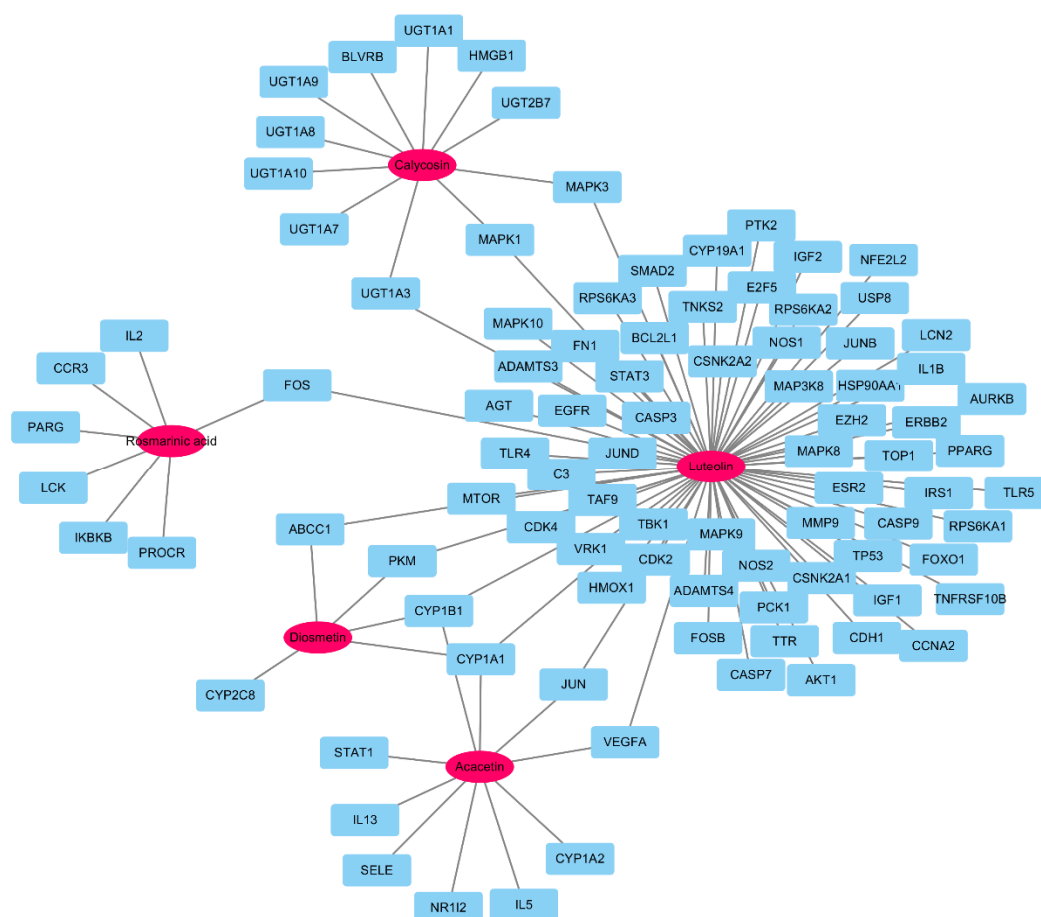 UGT1A1
BLVRB
HMGB1
UGT1A9
UGT2B7
UGT1A8
Calycosin
UGT1A10
MAPK3
UGT1A7
MAPK1
PTK2
CYP19A1
IGF2
NFE2L2
SMAD2
UGT1A3
E2F5
RPS6KA3
USP8
TNKS2
RPS6KA2
MAPK10
IL2
BCL2L1
LCN2
FN1
NOS1
JUNB
CCR3
CSNK2A2
ADAMTS3
IL1B
STAT3
FOS
MAP3K8
HSP90AA1
AURKB
AGT
EGFR
CASP3
EZH2
ERBB2
PARG
Rosmarinic acid
TLR4
JUND
MAPK8
TOP1
PPARG
C3
Luteolin
LCK
MTOR
ESR2
IRS1
TLR5
TAF9
ABCC1
CDK4
TBK1
MMP9
CASP9
RPS6KA1
IKBKB
MAPK9
PROCR
VRK1
PKM
CDK2
TP53
FOXO1
NOS2
HMOX1
CSNK2A1
ADAMTS4
TNFRSF10B
CYP1B1
PCK1
IGF1
Diosmetin
FOSB
TTR
CDH1
CCNA2
CYP1A1
CASP7
AKT1
JUN
CYP2C8
VEGFA
STAT1
Acacetin
IL13
CYP1A2
SELE
NR1I2
IL5